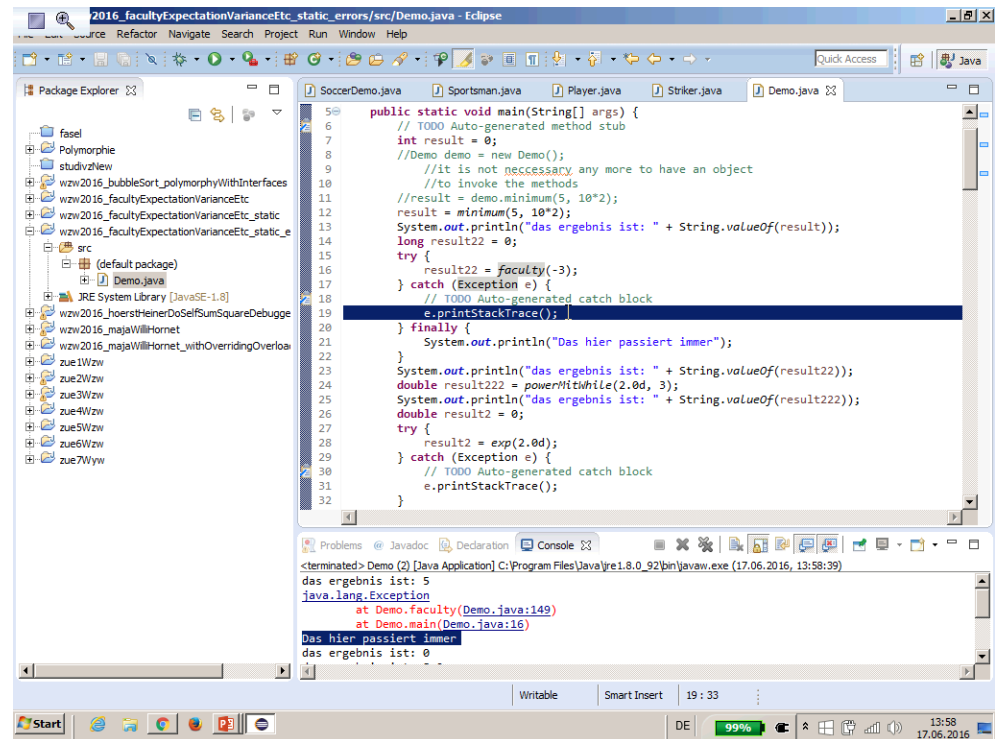 w2016_facultyExpectationVarianceEtc_static_errors/src/Demo.java - Eclipse
Source Refactor Navigate Search Project Run Window Help
Quick Access
Java
Package Explorer
SoccerDemo.java Sportsman.java Player.java Striker.java Demo.java
fasel
Polymorphie
studivzNew
wzw2016_bubbleSort_polymorphyWithInterfaces
wzw2016_facultyExpectationVarianceEtc
wzw2016_facultyExpectationVarianceEtc_static
wzw2016_facultyExpectationVarianceEtc_static_e
src
(default package)
Demo.java
JRE System Library [JavaSE-1.8]
wzw2016_hoerstHeinerDoSelfSumSquareDebugge
wzw2016_majaWilliHornet
wzw2016_majaWilliHornet_withOverridingOverloa
zue1Wzw
zue2Wzw
zue3Wzw
zue4Wzw
zue5Wzw
zue6Wzw
zue7Wyw
5 public static void main(String[] args) {
6 // TODO Auto-generated method stub
7 int result = 0;
8 //Demo demo = new Demo();
9 //it is not neccessary any more to have an object
10 //to invoke the methods
11 //result = demo.minimum(5, 10*2);
12 result = minimum(5, 10*2);
13 System.out.println("das ergebnis ist: " + String.valueOf(result));
14 long result22 = 0;
15 try {
16 result22 = faculty(-3);
17 } catch (Exception e) {
18 // TODO Auto-generated catch block
19 e.printStackTrace();
20 } finally {
21 System.out.println("Das hier passiert immer");
22 }
23 System.out.println("das ergebnis ist: " + String.valueOf(result22));
24 double result222 = powerMitWhile(2.0d, 3);
25 System.out.println("das ergebnis ist: " + String.valueOf(result222));
26 double result2 = 0;
27 try {
28 result2 = exp(2.0d);
29 } catch (Exception e) {
30 // TODO Auto-generated catch block
31 e.printStackTrace();
32 }
Problems @ Javadoc Declaration Console
<terminated> Demo (2) [Java Application] C:\Program Files\Java\jre1.8.0_92\bin\javaw.exe (17.06.2016, 13:58:39)
das ergebnis ist: 5
java.lang.Exception
at Demo.faculty(Demo.java:149)
at Demo.main(Demo.java:16)
Das hier passiert immer
das ergebnis ist: 0
Writable Smart Insert 19 : 33
Start
DE 99% 13:58
17.06.2016